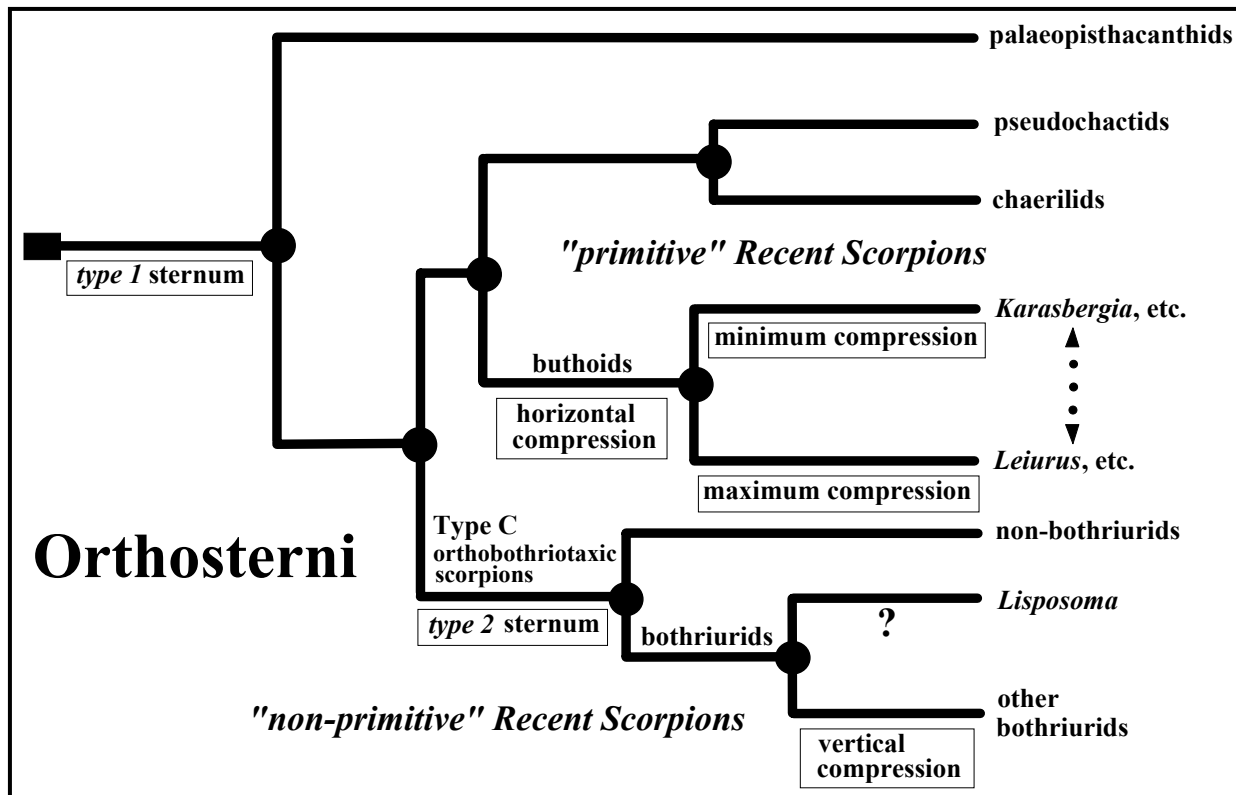 palaeopisthacanthids
pseudochactids
chaerilids
"primitive" Recent Scorpions
type 1 sternum
Karasbergia, etc.
minimum compression
buthoids
horizontal
compression
Leiurus, etc.
maximum compression
Orthosterni
Type C
orthobothriotaxic
scorpions
non-bothriurids
type 2 sternum
Lisposoma
?
bothriurids
"non-primitive" Recent Scorpions
other
bothriurids
vertical
compression